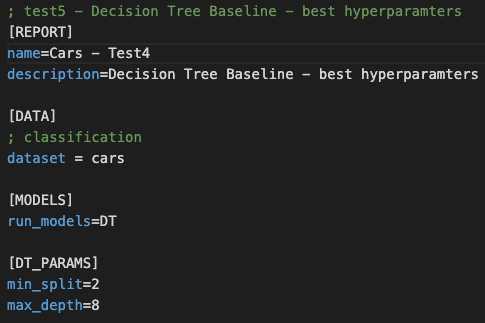 ; test5 - Decision Tree Baseline - best hyperparamters
[REPORT]
name=Cars - Test4
description=Decision Tree Baseline - best hyperparamters
[DATA]
; classification
dataset = cars
[MODELS]
run_models=DT
[DT_PARAMS]
min_split=2
max_depth=8